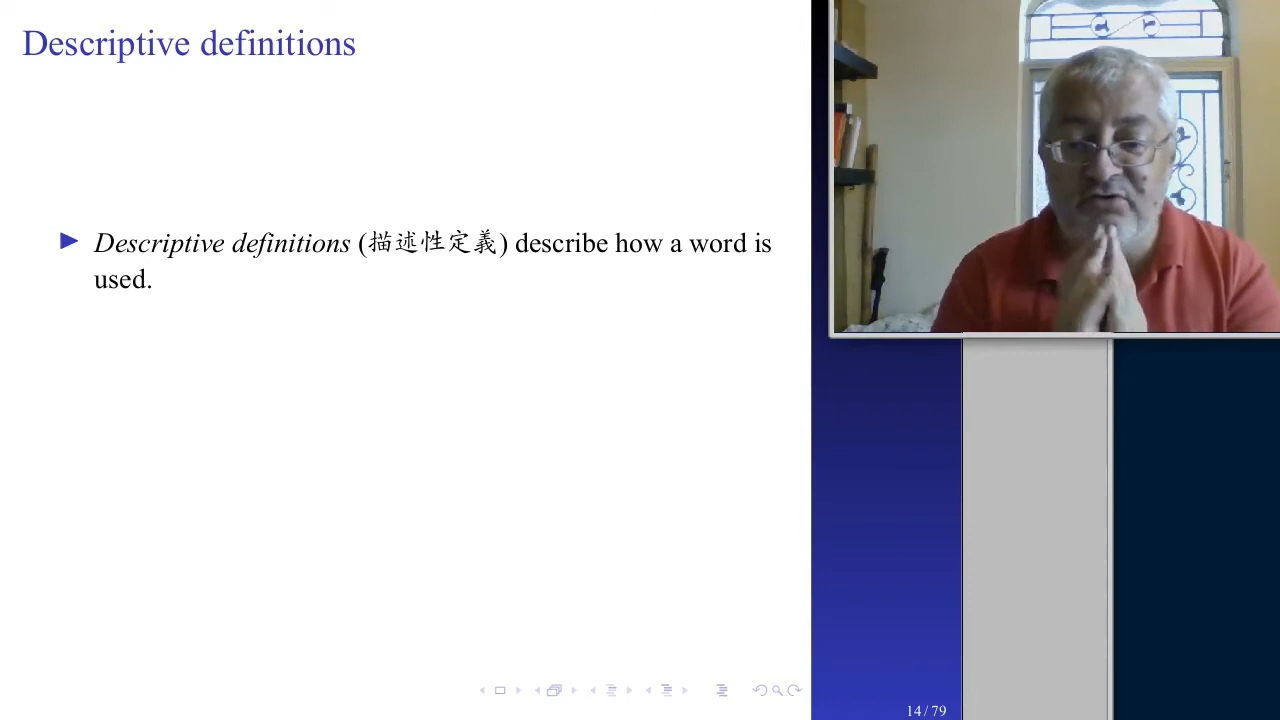 Descriptive definitions
▶ Descriptive definitions (描述性定義) describe how a word is
used.
14 / 79